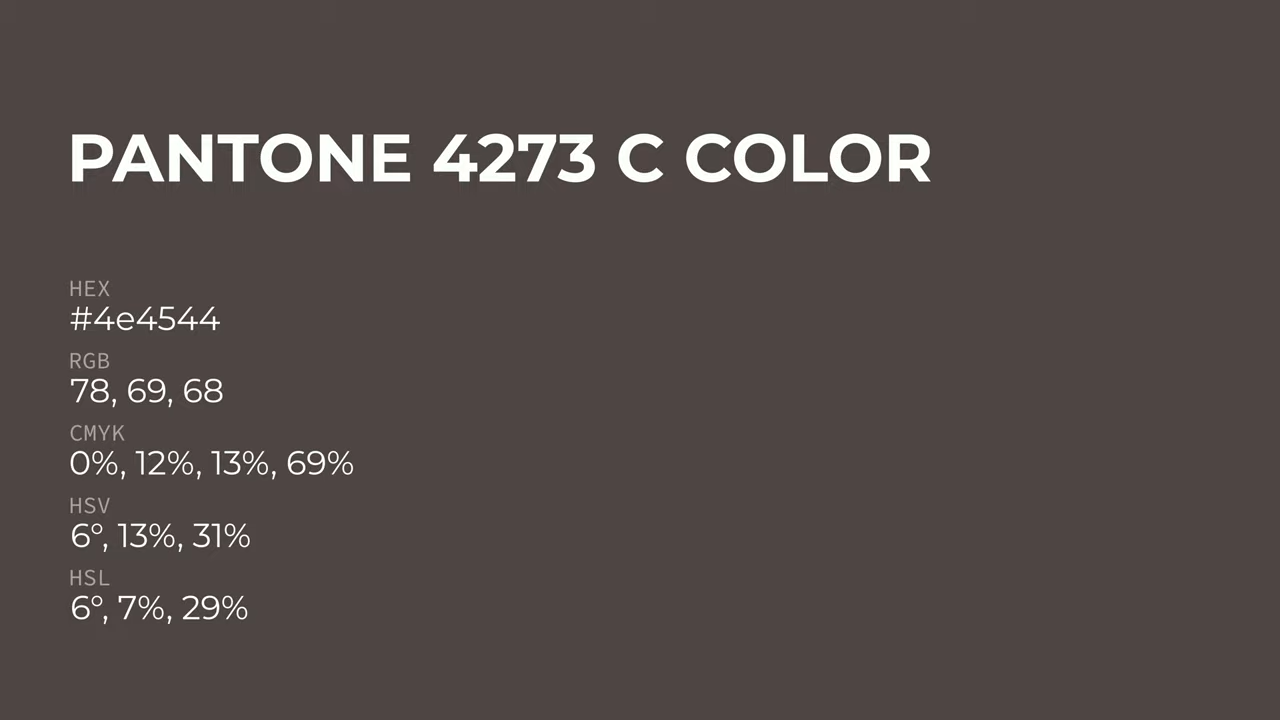 PANTONE 4273 C COLOR
HEX
#4e4544
RGB
78, 69, 68
CMYK
0%, 12%, 13%, 69%
HSV
6°, 13%, 31%
HSL
6°, 7%, 29%